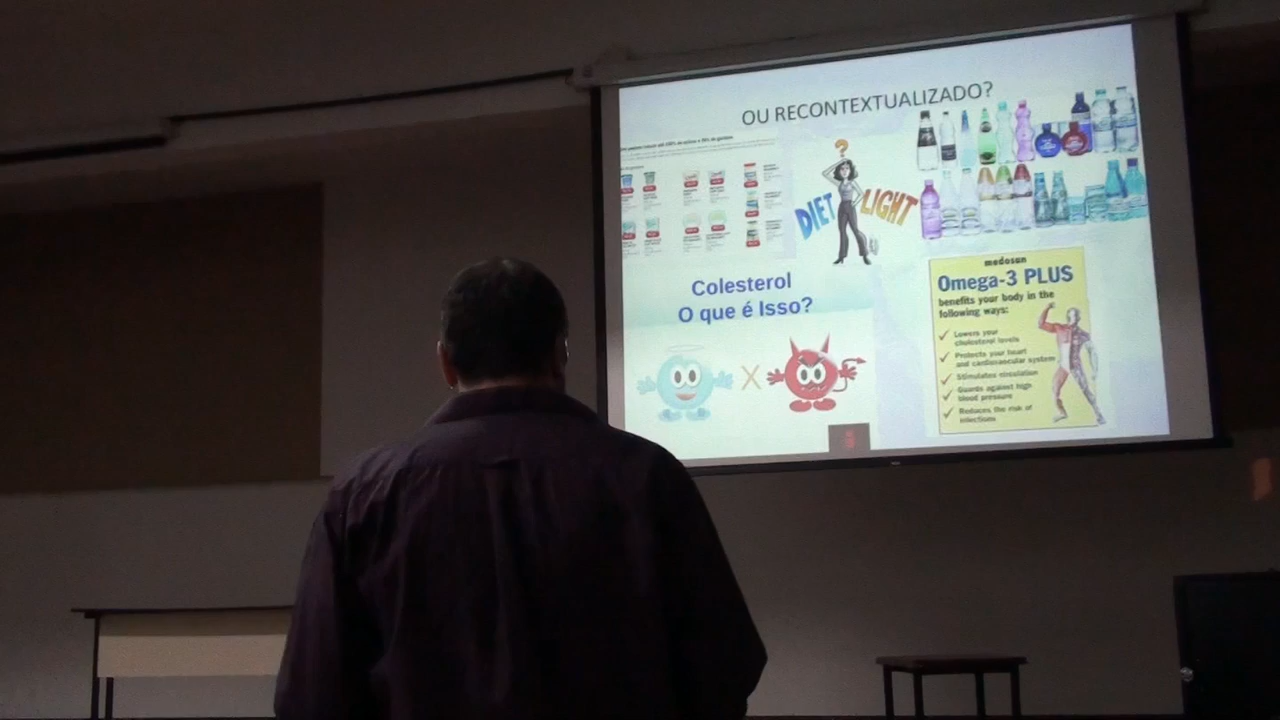 OU RECONTEXTUALIZADO?
DIET
LIGHT
Colesterol
O que é Isso?
X
medosan
Omega-3 PLUS
benefits your body in the
following ways:
Lowers your
cholesterol levels
Protects your heart
and cardiovascular system
Stimulates circulation
Guards against high
blood pressure
Reduces the risk of
infections